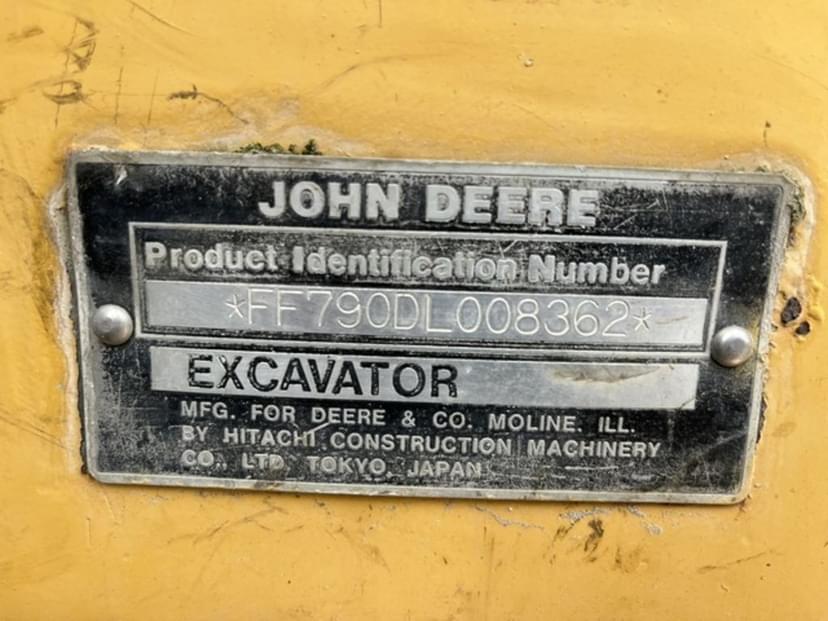 JOHN DEERE
Product Identification Number
*FF790DL008362*
EXCAVATOR
MFG. FOR DEERE & CO. MOLINE. ILL.
BY HITACHI CONSTRUCTION MACHINERY
CO., LTD. TOKYO, JAPAN